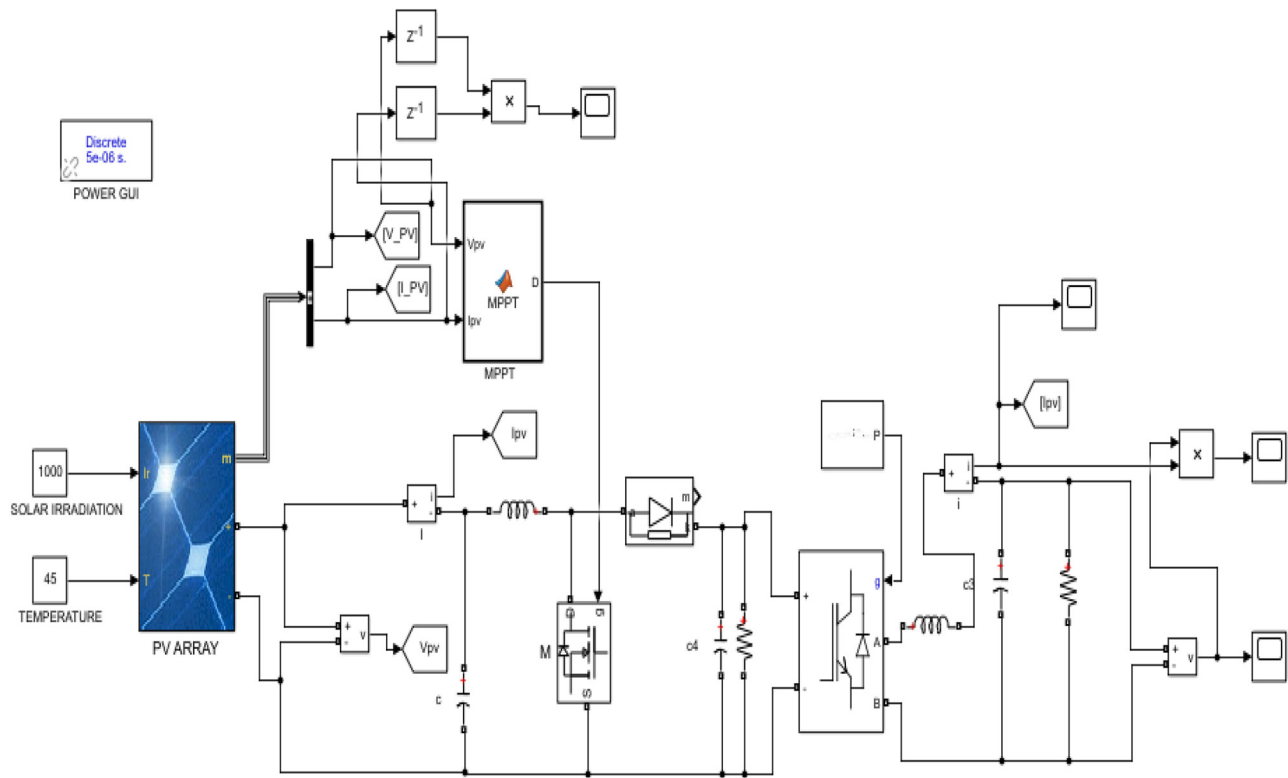 Z⁻¹
Z⁻¹
×
Discrete
5e-06 s.
POWER GUI
[V_PV]
[I_PV]
Vpv
Ipv
MPPT
D
MPPT
1000
SOLAR IRRADIATION
45
TEMPERATURE
Ir
T
m
+
-
PV ARRAY
+
-
i
I
Ipv
+
-
v
Vpv
c
D
G
S
M
m
a
k
c4
P
g
+
-
A
B
c3
+
i
-
i
[Ipv]
×
+
-
v